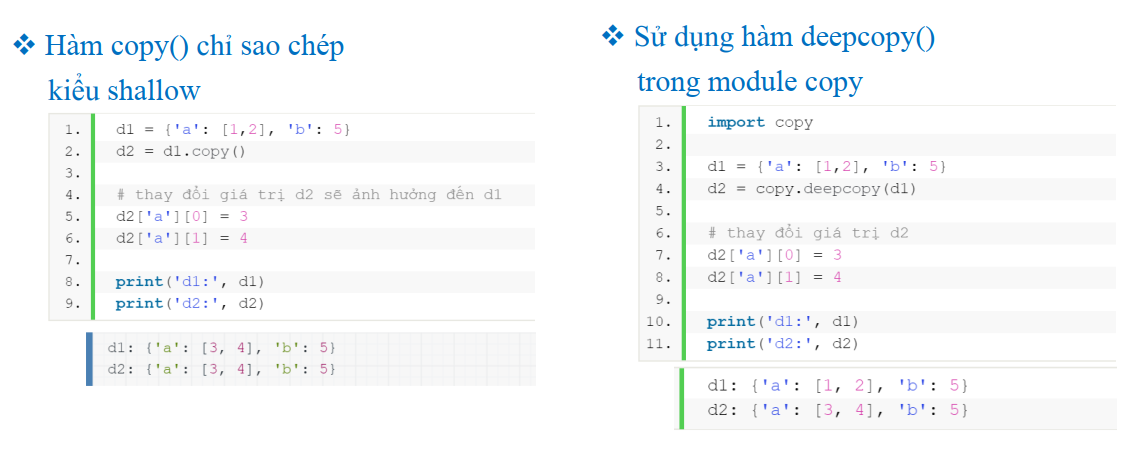 ❖ Hàm copy() chỉ sao chép
kiểu shallow
1. d1 = {'a': [1,2], 'b': 5}
2. d2 = d1.copy()
3.
4. # thay đổi giá trị d2 sẽ ảnh hưởng đến d1
5. d2['a'][0] = 3
6. d2['a'][1] = 4
7.
8. print('d1:', d1)
9. print('d2:', d2)
d1: {'a': [3, 4], 'b': 5}
d2: {'a': [3, 4], 'b': 5}
❖ Sử dụng hàm deepcopy()
trong module copy
1. import copy
2.
3. d1 = {'a': [1,2], 'b': 5}
4. d2 = copy.deepcopy(d1)
5.
6. # thay đổi giá trị d2
7. d2['a'][0] = 3
8. d2['a'][1] = 4
9.
10. print('d1:', d1)
11. print('d2:', d2)
d1: {'a': [1, 2], 'b': 5}
d2: {'a': [3, 4], 'b': 5}